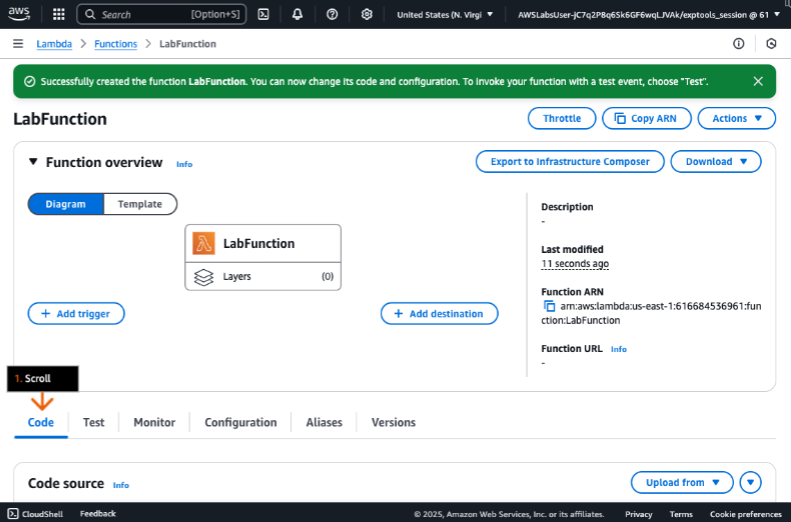 aws
Search [Option+S]
United States (N. Virgi
AWSLabsUser-jC7q2P8q6Sk6GF6wqLJVAk/exptools_session @ 61
Lambda > Functions > LabFunction
Successfully created the function LabFunction. You can now change its code and configuration. To invoke your function with a test event, choose "Test".
LabFunction
Throttle
Copy ARN
Actions
Function overview Info
Export to Infrastructure Composer
Download
Diagram
Template
LabFunction
Layers (0)
+ Add trigger
+ Add destination
Description
-
Last modified
11 seconds ago
Function ARN
arn:aws:lambda:us-east-1:616684536961:fun
ction:LabFunction
Function URL Info
-
1. Scroll
Code Test Monitor Configuration Aliases Versions
Code source Info
Upload from
CloudShell Feedback © 2025, Amazon Web Services, Inc. or its affiliates. Privacy Terms Cookie preferences